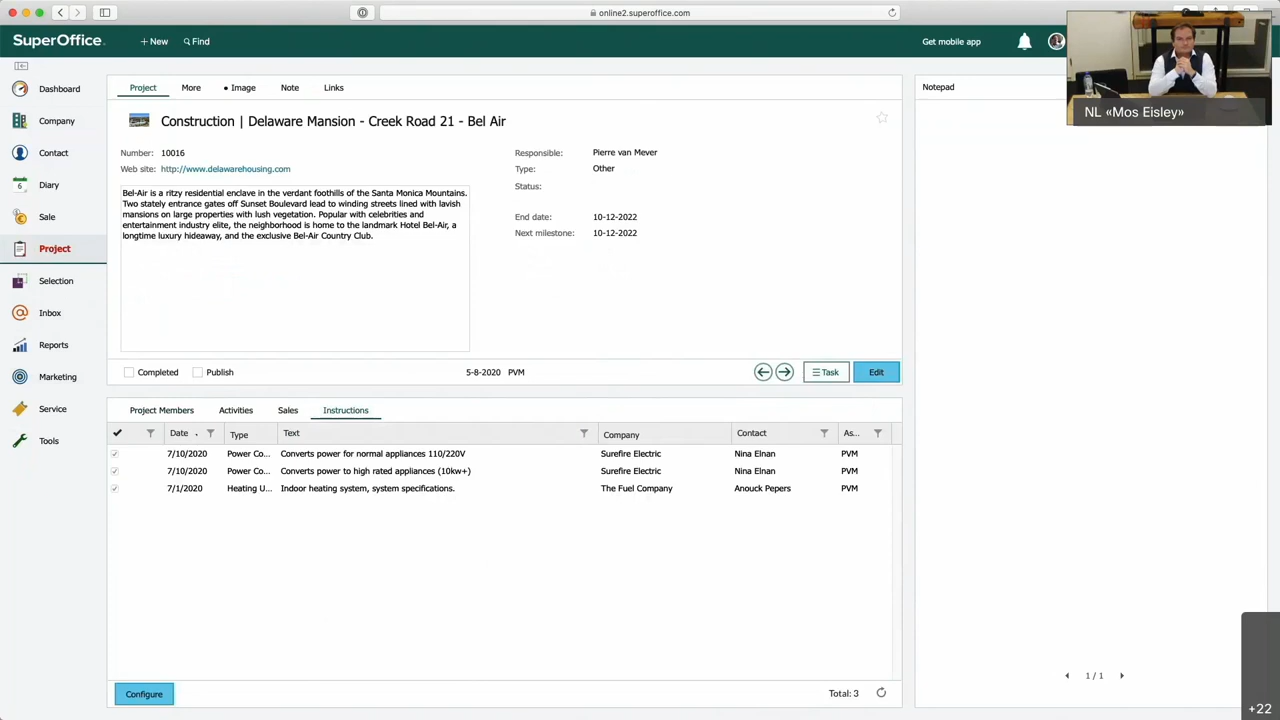 online2.superoffice.com
SuperOffice.
+ New
Find
Get mobile app
NL «Mos Eisley»
Dashboard
Company
Contact
6
Diary
Sale
Project
Selection
Inbox
Reports
Marketing
Service
Tools
Project More • Image Note Links
Construction | Delaware Mansion - Creek Road 21 - Bel Air
Number: 10016
Web site: http://www.delawarehousing.com
Bel-Air is a ritzy residential enclave in the verdant foothills of the Santa Monica Mountains.
Two stately entrance gates off Sunset Boulevard lead to winding streets lined with lavish
mansions on large properties with lush vegetation. Popular with celebrities and
entertainment industry elite, the neighborhood is home to the landmark Hotel Bel-Air, a
longtime luxury hideaway, and the exclusive Bel-Air Country Club.
Responsible: Pierre van Mever
Type: Other
Status:
End date: 10-12-2022
Next milestone: 10-12-2022
Completed Publish 5-8-2020 PVM Task Edit
Project Members Activities Sales Instructions
Date Type Text Company Contact As...
7/10/2020 Power Co... Converts power for normal appliances 110/220V Surefire Electric Nina Elnan PVM
7/10/2020 Power Co... Converts power to high rated appliances (10kw+) Surefire Electric Nina Elnan PVM
7/1/2020 Heating U... Indoor heating system, system specifications. The Fuel Company Anouck Pepers PVM
Configure
Total: 3
Notepad
1 / 1
+22